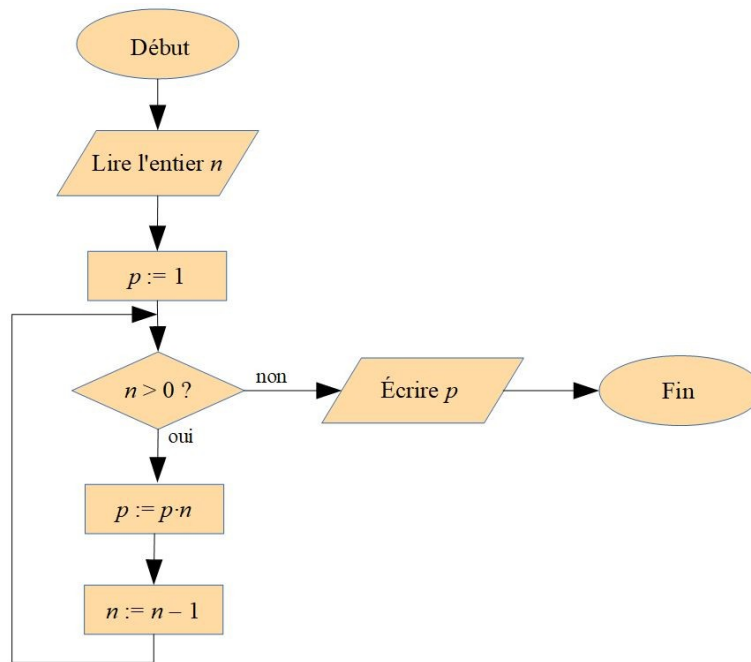 Début
Lire l'entier n
p := 1
n > 0 ?
non
Écrire p
Fin
oui
p := p·n
n := n – 1